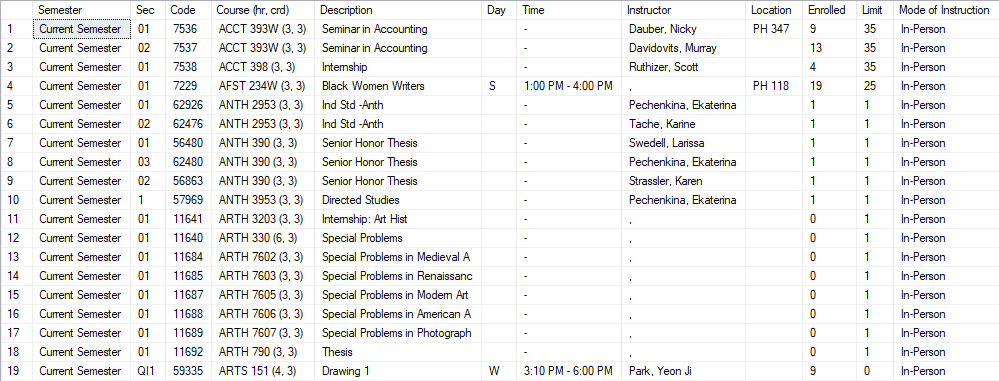 Semester Sec Code Course (hr, crd) Description Day Time Instructor Location Enrolled Limit Mode of Instruction
1 Current Semester 01 7536 ACCT 393W (3, 3) Seminar in Accounting - Dauber, Nicky PH 347 9 35 In-Person
2 Current Semester 02 7537 ACCT 393W (3, 3) Seminar in Accounting - Davidovits, Murray 13 35 In-Person
3 Current Semester 01 7538 ACCT 398 (3, 3) Internship - Ruthizer, Scott 4 35 In-Person
4 Current Semester 01 7229 AFST 234W (3, 3) Black Women Writers S 1:00 PM - 4:00 PM , PH 118 19 25 In-Person
5 Current Semester 01 62926 ANTH 2953 (3, 3) Ind Std -Anth - Pechenkina, Ekaterina 1 1 In-Person
6 Current Semester 02 62476 ANTH 2953 (3, 3) Ind Std -Anth - Tache, Karine 1 1 In-Person
7 Current Semester 01 56480 ANTH 390 (3, 3) Senior Honor Thesis - Swedell, Larissa 1 1 In-Person
8 Current Semester 03 62480 ANTH 390 (3, 3) Senior Honor Thesis - Pechenkina, Ekaterina 1 1 In-Person
9 Current Semester 02 56863 ANTH 390 (3, 3) Senior Honor Thesis - Strassler, Karen 1 1 In-Person
10 Current Semester 1 57969 ANTH 3953 (3, 3) Directed Studies - Pechenkina, Ekaterina 1 1 In-Person
11 Current Semester 01 11641 ARTH 3203 (3, 3) Internship: Art Hist - , 0 1 In-Person
12 Current Semester 01 11640 ARTH 330 (6, 3) Special Problems - , 0 1 In-Person
13 Current Semester 01 11684 ARTH 7602 (3, 3) Special Problems in Medieval A - , 0 1 In-Person
14 Current Semester 01 11685 ARTH 7603 (3, 3) Special Problems in Renaissanc - , 0 1 In-Person
15 Current Semester 01 11687 ARTH 7605 (3, 3) Special Problems in Modern Art - , 0 1 In-Person
16 Current Semester 01 11688 ARTH 7606 (3, 3) Special Problems in American A - , 0 1 In-Person
17 Current Semester 01 11689 ARTH 7607 (3, 3) Special Problems in Photograph - , 0 1 In-Person
18 Current Semester 01 11692 ARTH 790 (3, 3) Thesis - , 0 1 In-Person
19 Current Semester QI1 59335 ARTS 151 (4, 3) Drawing 1 W 3:10 PM - 6:00 PM Park, Yeon Ji 9 0 In-Person